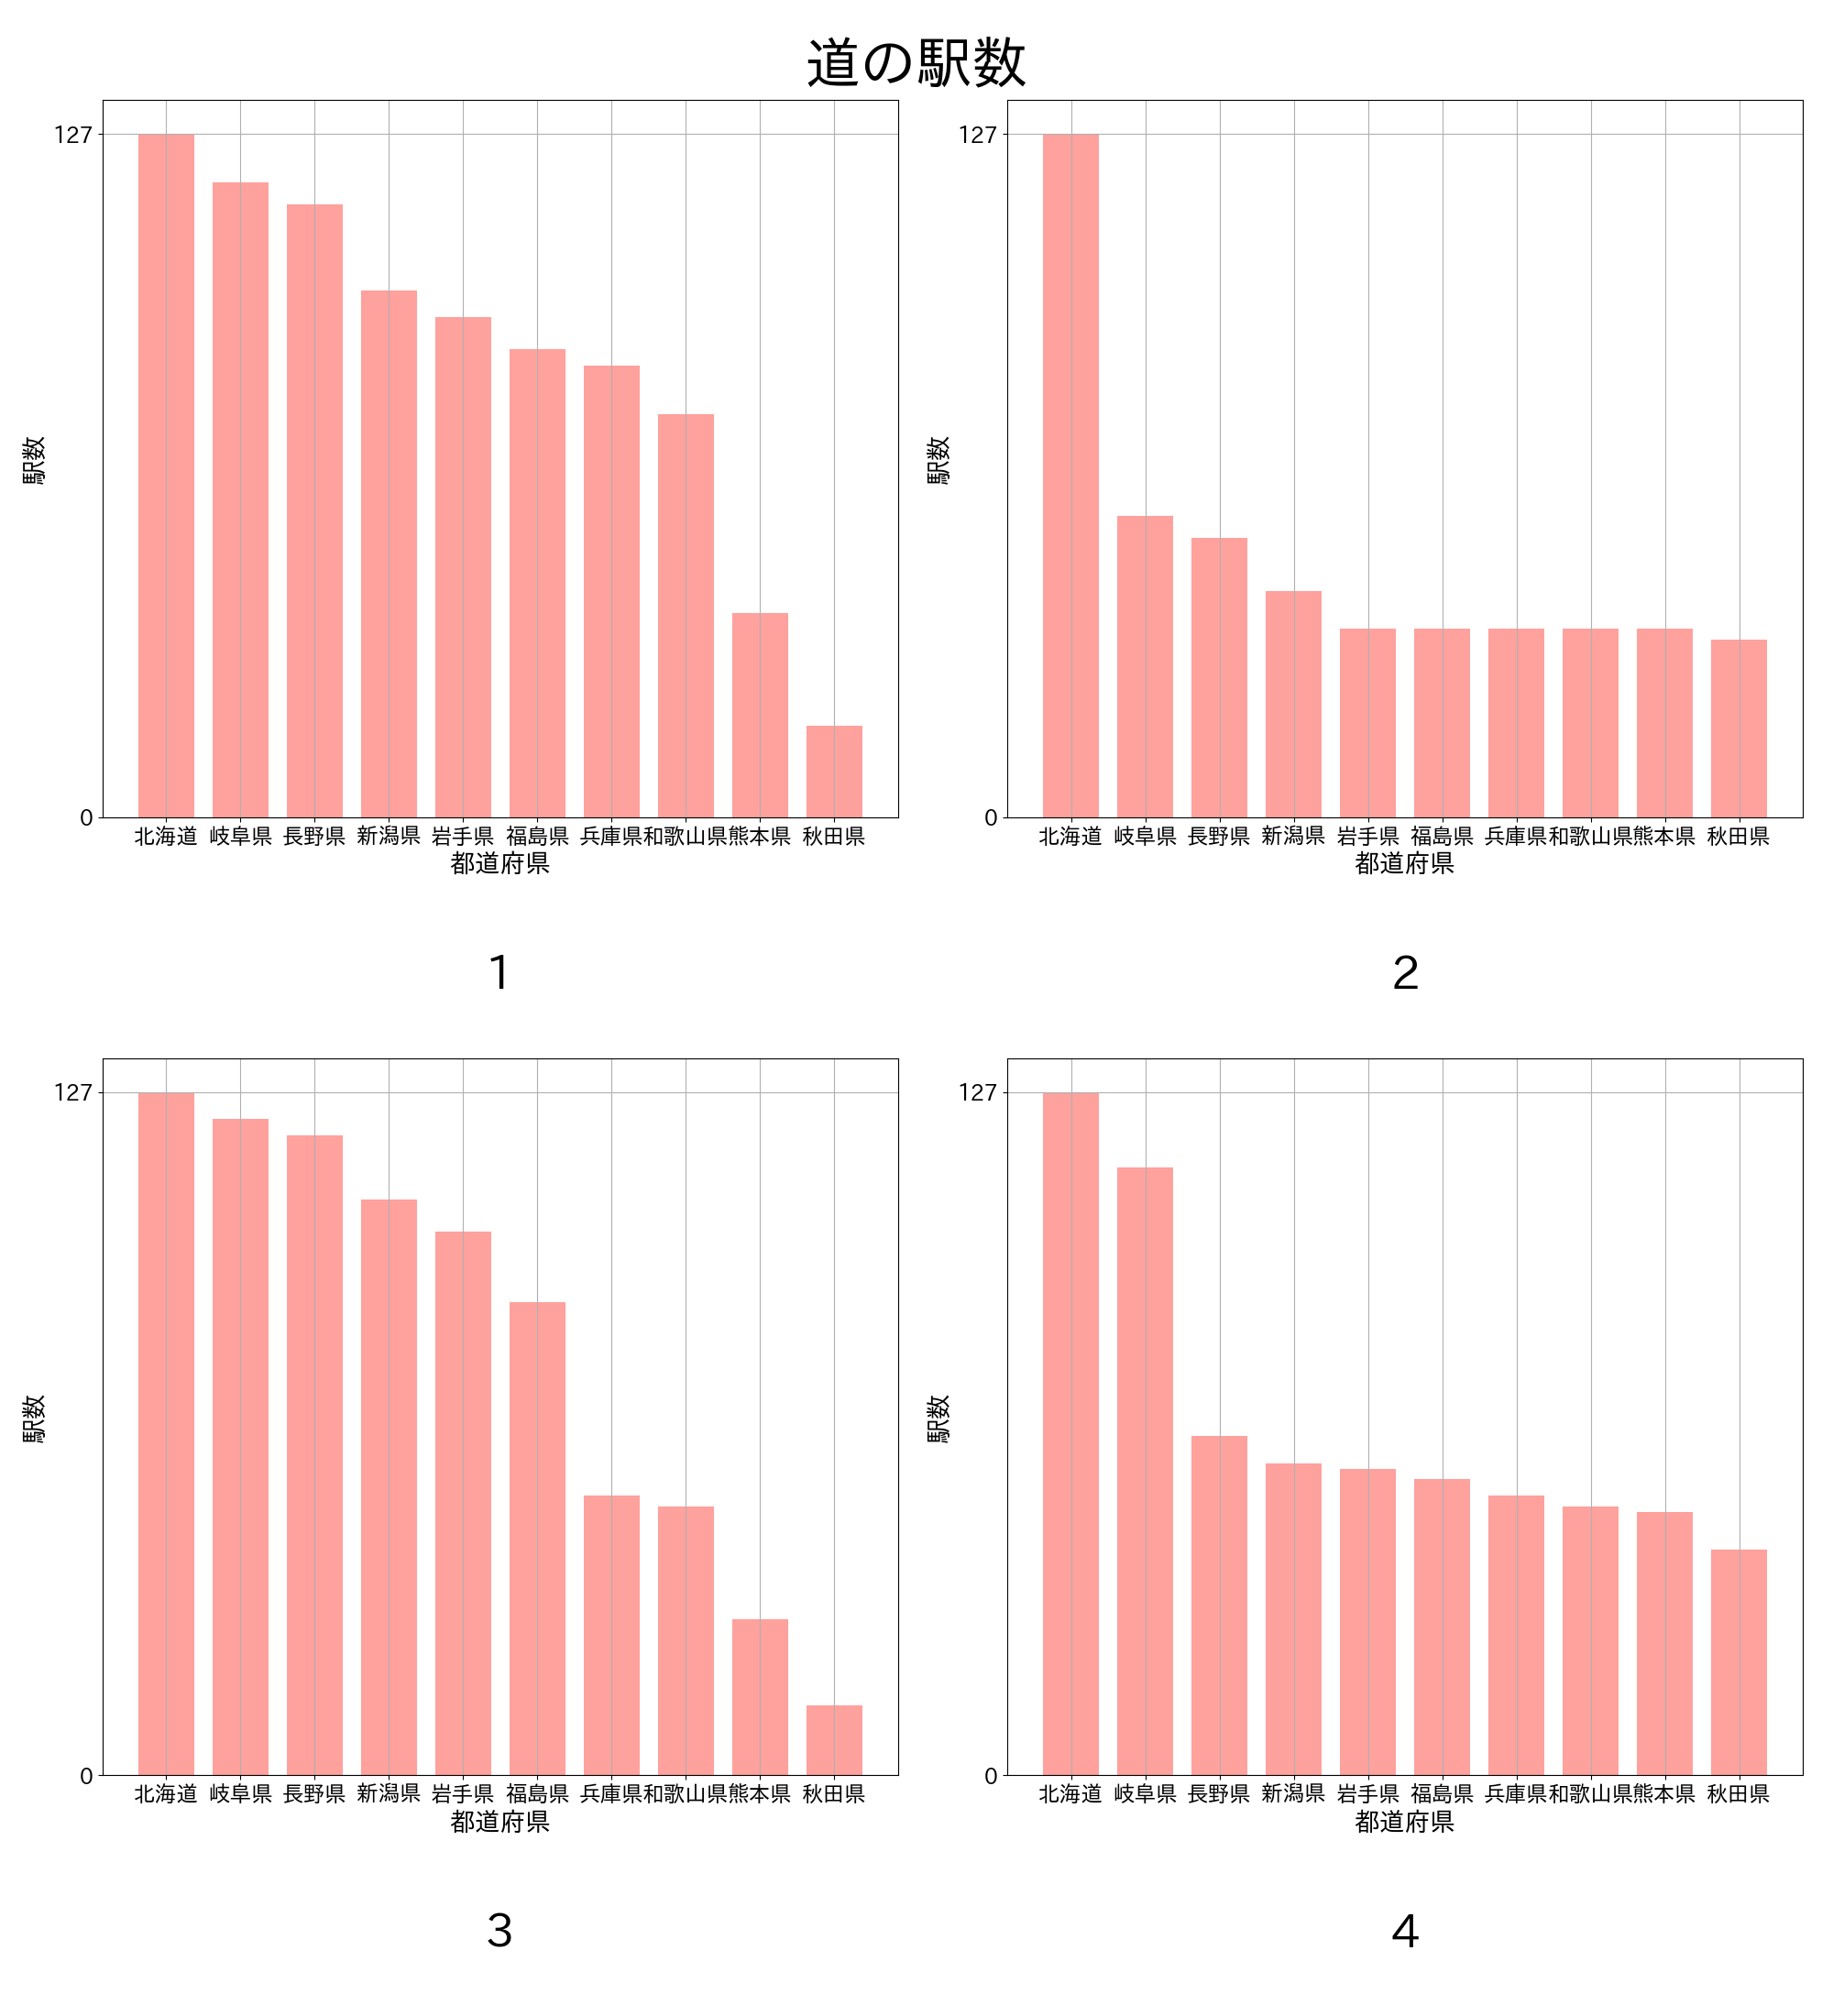 道の駅数
127
0
駅数
北海道 岐阜県 長野県 新潟県 岩手県 福島県 兵庫県 和歌山県 熊本県 秋田県
都道府県
1
127
0
駅数
北海道 岐阜県 長野県 新潟県 岩手県 福島県 兵庫県 和歌山県 熊本県 秋田県
都道府県
2
127
0
駅数
北海道 岐阜県 長野県 新潟県 岩手県 福島県 兵庫県 和歌山県 熊本県 秋田県
都道府県
3
127
0
駅数
北海道 岐阜県 長野県 新潟県 岩手県 福島県 兵庫県 和歌山県 熊本県 秋田県
都道府県
4